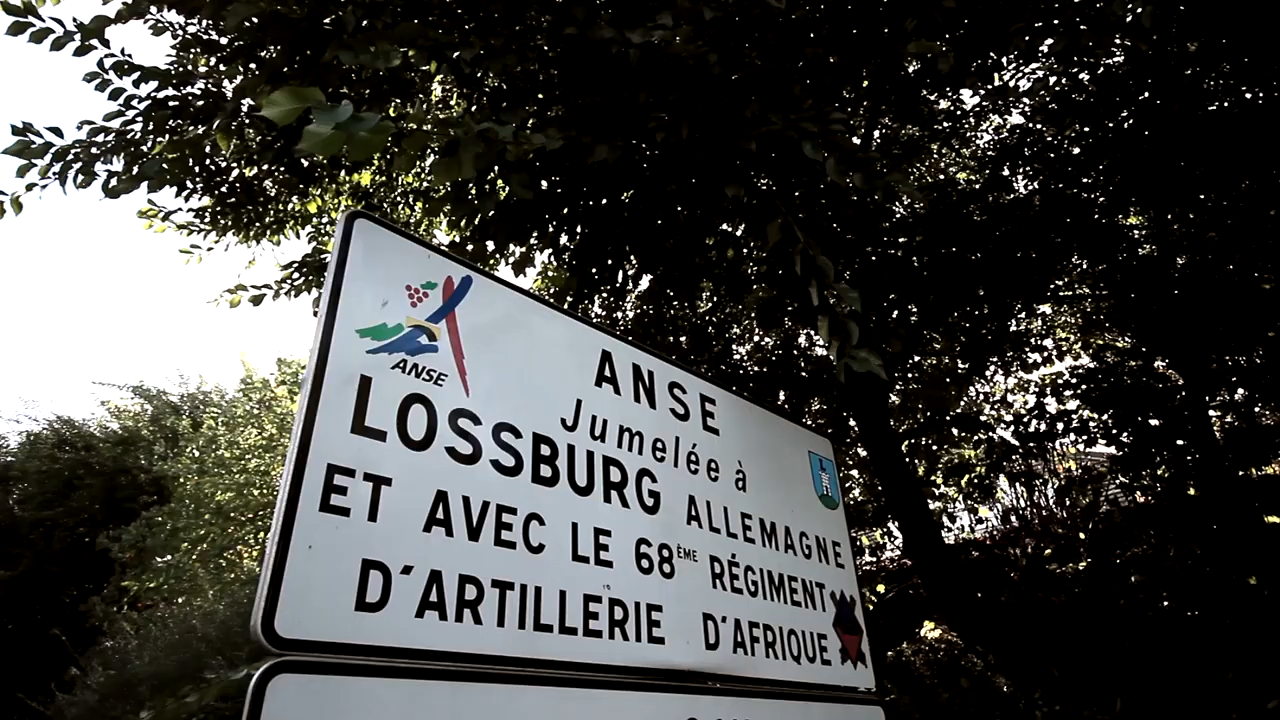 ANSE
ANSE
Jumelée à
LOSSBURG ALLEMAGNE
ET AVEC LE 68ÈME RÉGIMENT
D'ARTILLERIE D'AFRIQUE